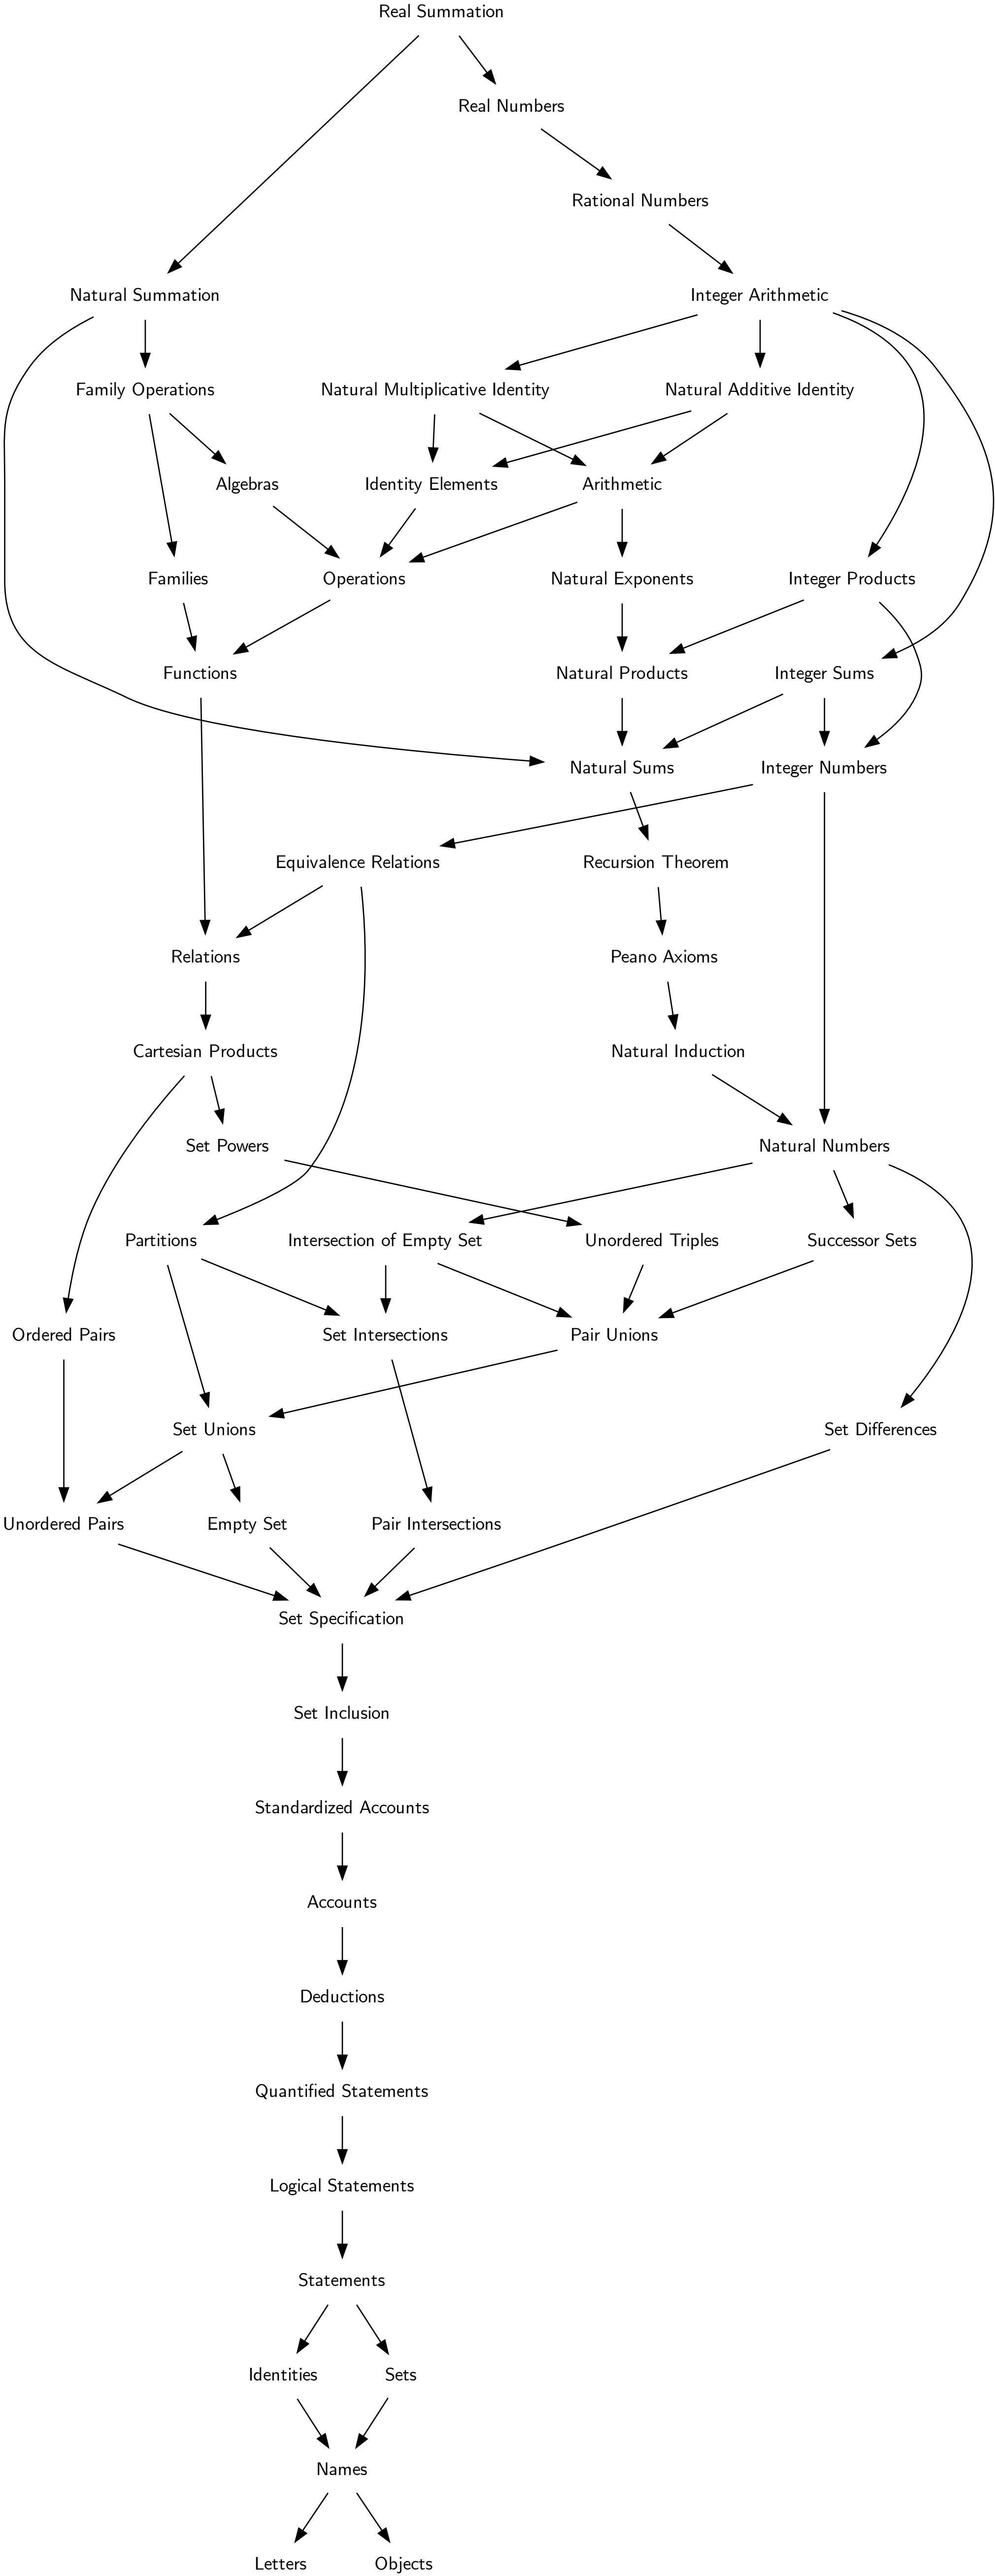 Real Summation
Real Numbers
Rational Numbers
Natural Summation
Integer Arithmetic
Family Operations
Natural Multiplicative Identity
Natural Additive Identity
Algebras
Identity Elements
Arithmetic
Families
Operations
Natural Exponents
Integer Products
Functions
Natural Products
Integer Sums
Natural Sums
Integer Numbers
Equivalence Relations
Recursion Theorem
Relations
Peano Axioms
Cartesian Products
Natural Induction
Set Powers
Natural Numbers
Partitions
Intersection of Empty Set
Unordered Triples
Successor Sets
Ordered Pairs
Set Intersections
Pair Unions
Set Unions
Set Differences
Unordered Pairs
Empty Set
Pair Intersections
Set Specification
Set Inclusion
Standardized Accounts
Accounts
Deductions
Quantified Statements
Logical Statements
Statements
Identities
Sets
Names
Letters
Objects